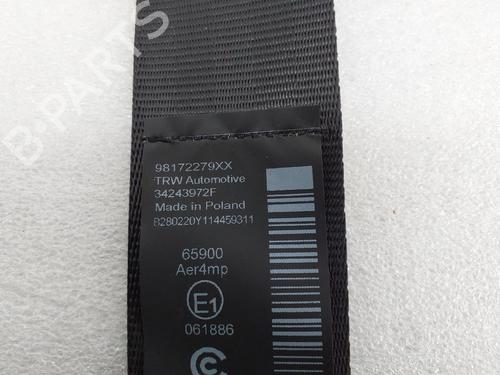 B-PARTS
98172279XX
TRW Automotive
34243972F
Made in Poland
B280220Y114459311
65900
Aer4mp
E1
061886